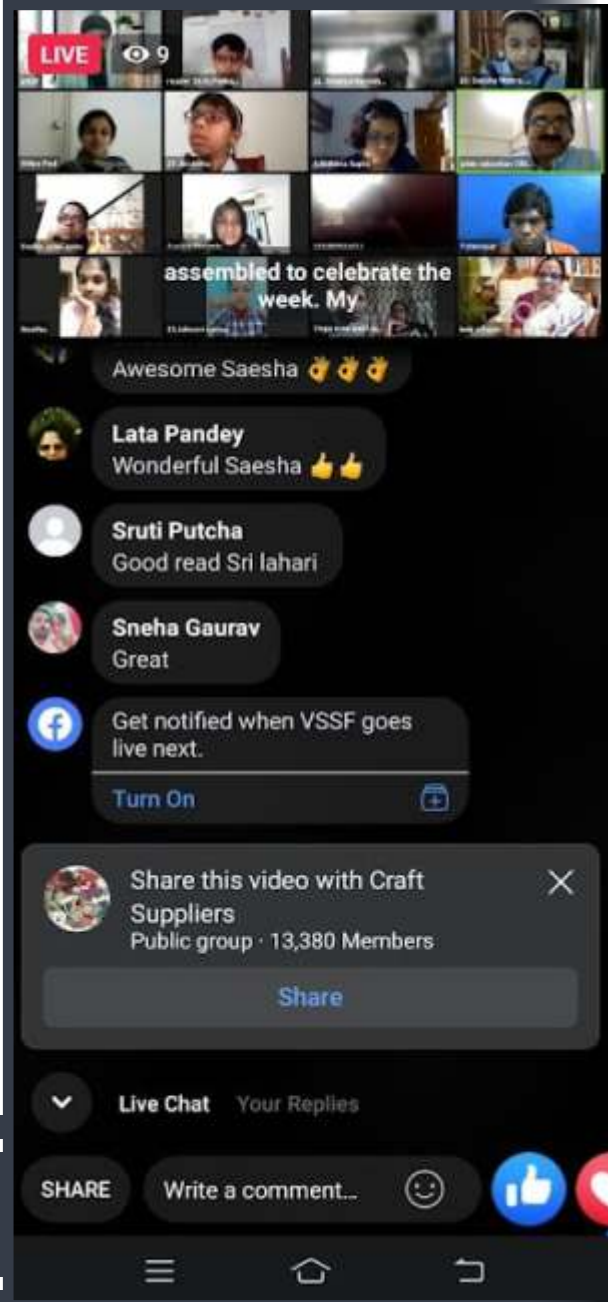 LIVE 9
assembled to celebrate the
week. My
Awesome Saesha 👌👌👌
Lata Pandey
Wonderful Saesha 👍👍
Sruti Putcha
Good read Sri lahari
Sneha Gaurav
Great
Get notified when VSSF goes
live next.
Turn On
Share this video with Craft
Suppliers
Public group · 13,380 Members
Share
Live Chat Your Replies
SHARE Write a comment...